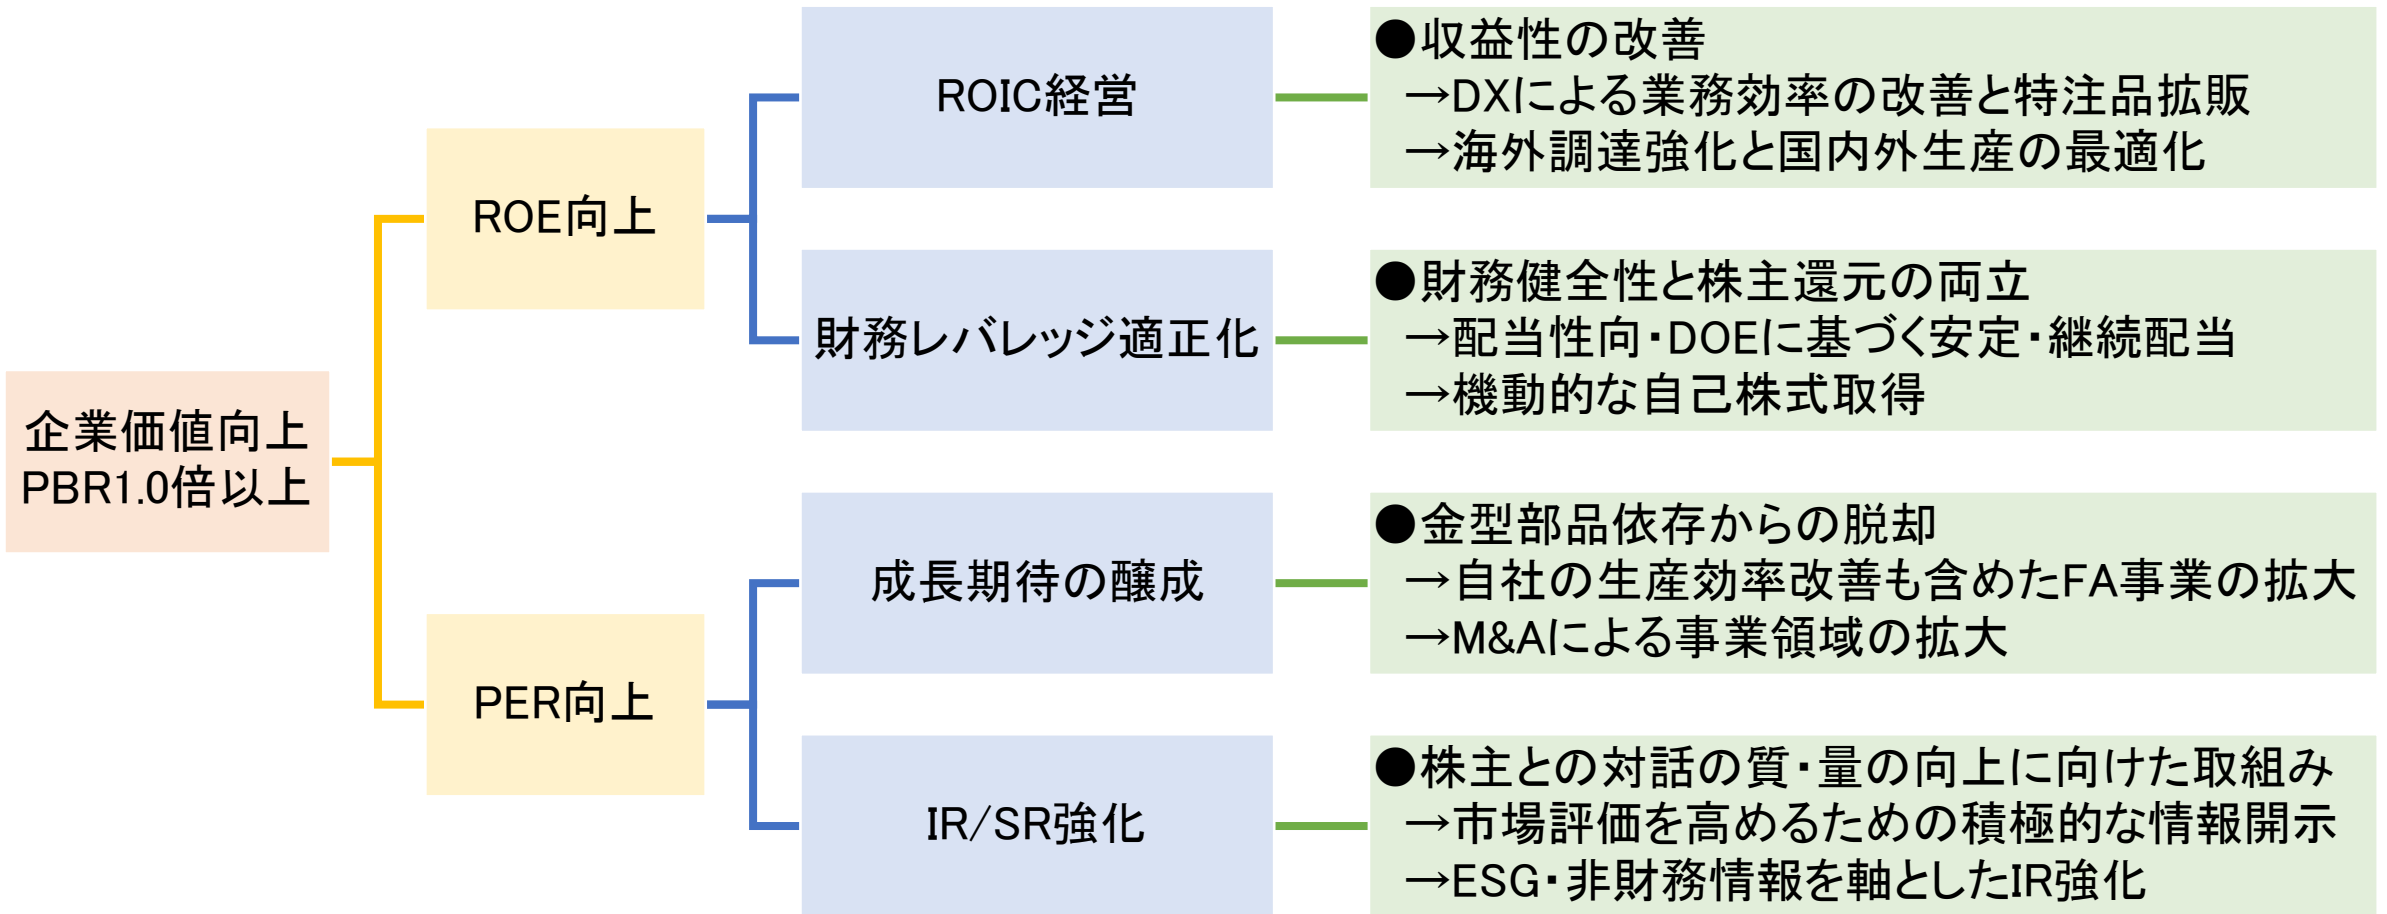 企業価値向上
PBR1.0倍以上
ROE向上
ROIC経営
●収益性の改善
→DXによる業務効率の改善と特注品拡販
→海外調達強化と国内外生産の最適化
財務レバレッジ適正化
●財務健全性と株主還元の両立
→配当性向・DOEに基づく安定・継続配当
→機動的な自己株式取得
PER向上
成長期待の醸成
●金型部品依存からの脱却
→自社の生産効率改善も含めたFA事業の拡大
→M&Aによる事業領域の拡大
IR/SR強化
●株主との対話の質・量の向上に向けた取組み
→市場評価を高めるための積極的な情報開示
→ESG・非財務情報を軸としたIR強化